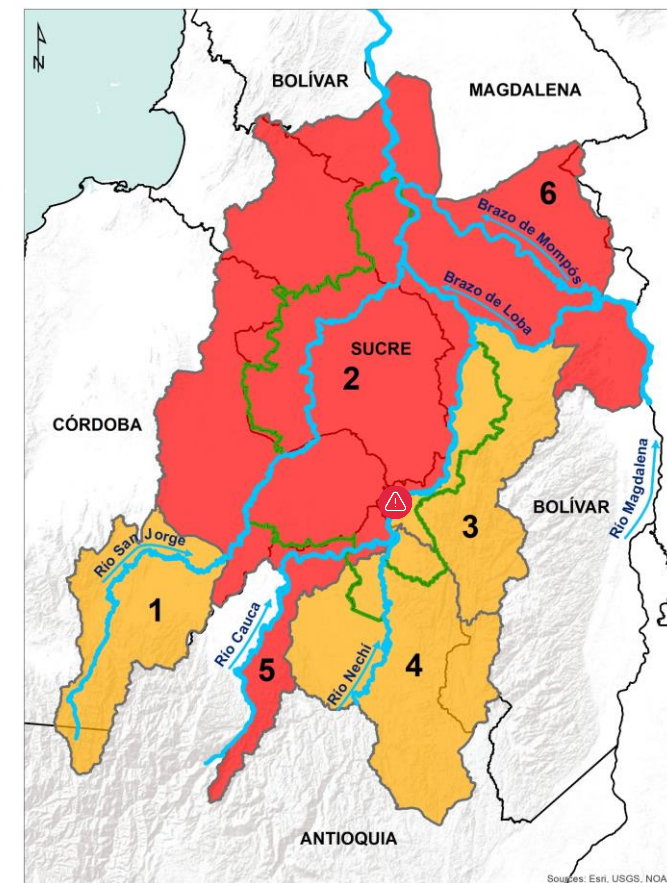 N
BOLÍVAR
MAGDALENA
6
Brazo de Mompós
Brazo de Loba
SUCRE
2
CÓRDOBA
BOLÍVAR
Río Magdalena
3
Río San Jorge
1
Río Cauca
5
Río Nechí
4
ANTIOQUIA
Sources: Esri, USGS, NOA